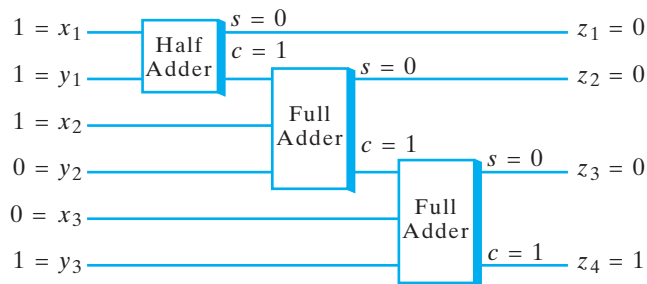 1 = x₁
s = 0
z₁ = 0
Half
Adder
c = 1
1 = y₁
s = 0
z₂ = 0
Full
Adder
1 = x₂
c = 1
0 = y₂
s = 0
z₃ = 0
0 = x₃
Full
Adder
1 = y₃
c = 1
z₄ = 1